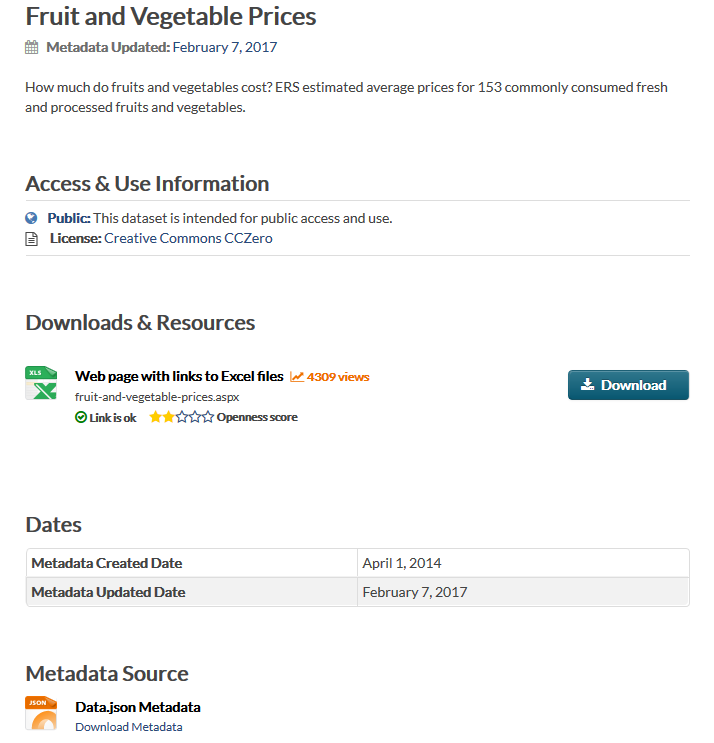 Fruit and Vegetable Prices
Metadata Updated: February 7, 2017
How much do fruits and vegetables cost? ERS estimated average prices for 153 commonly consumed fresh
and processed fruits and vegetables.
Access & Use Information
Public: This dataset is intended for public access and use.
License: Creative Commons CCZero
Downloads & Resources
XLS
Web page with links to Excel files 4309 views
Download
fruit-and-vegetable-prices.aspx
Link is ok Openness score
Dates
Metadata Created Date April 1, 2014
Metadata Updated Date February 7, 2017
Metadata Source
JSON
Data.json Metadata
Download Metadata